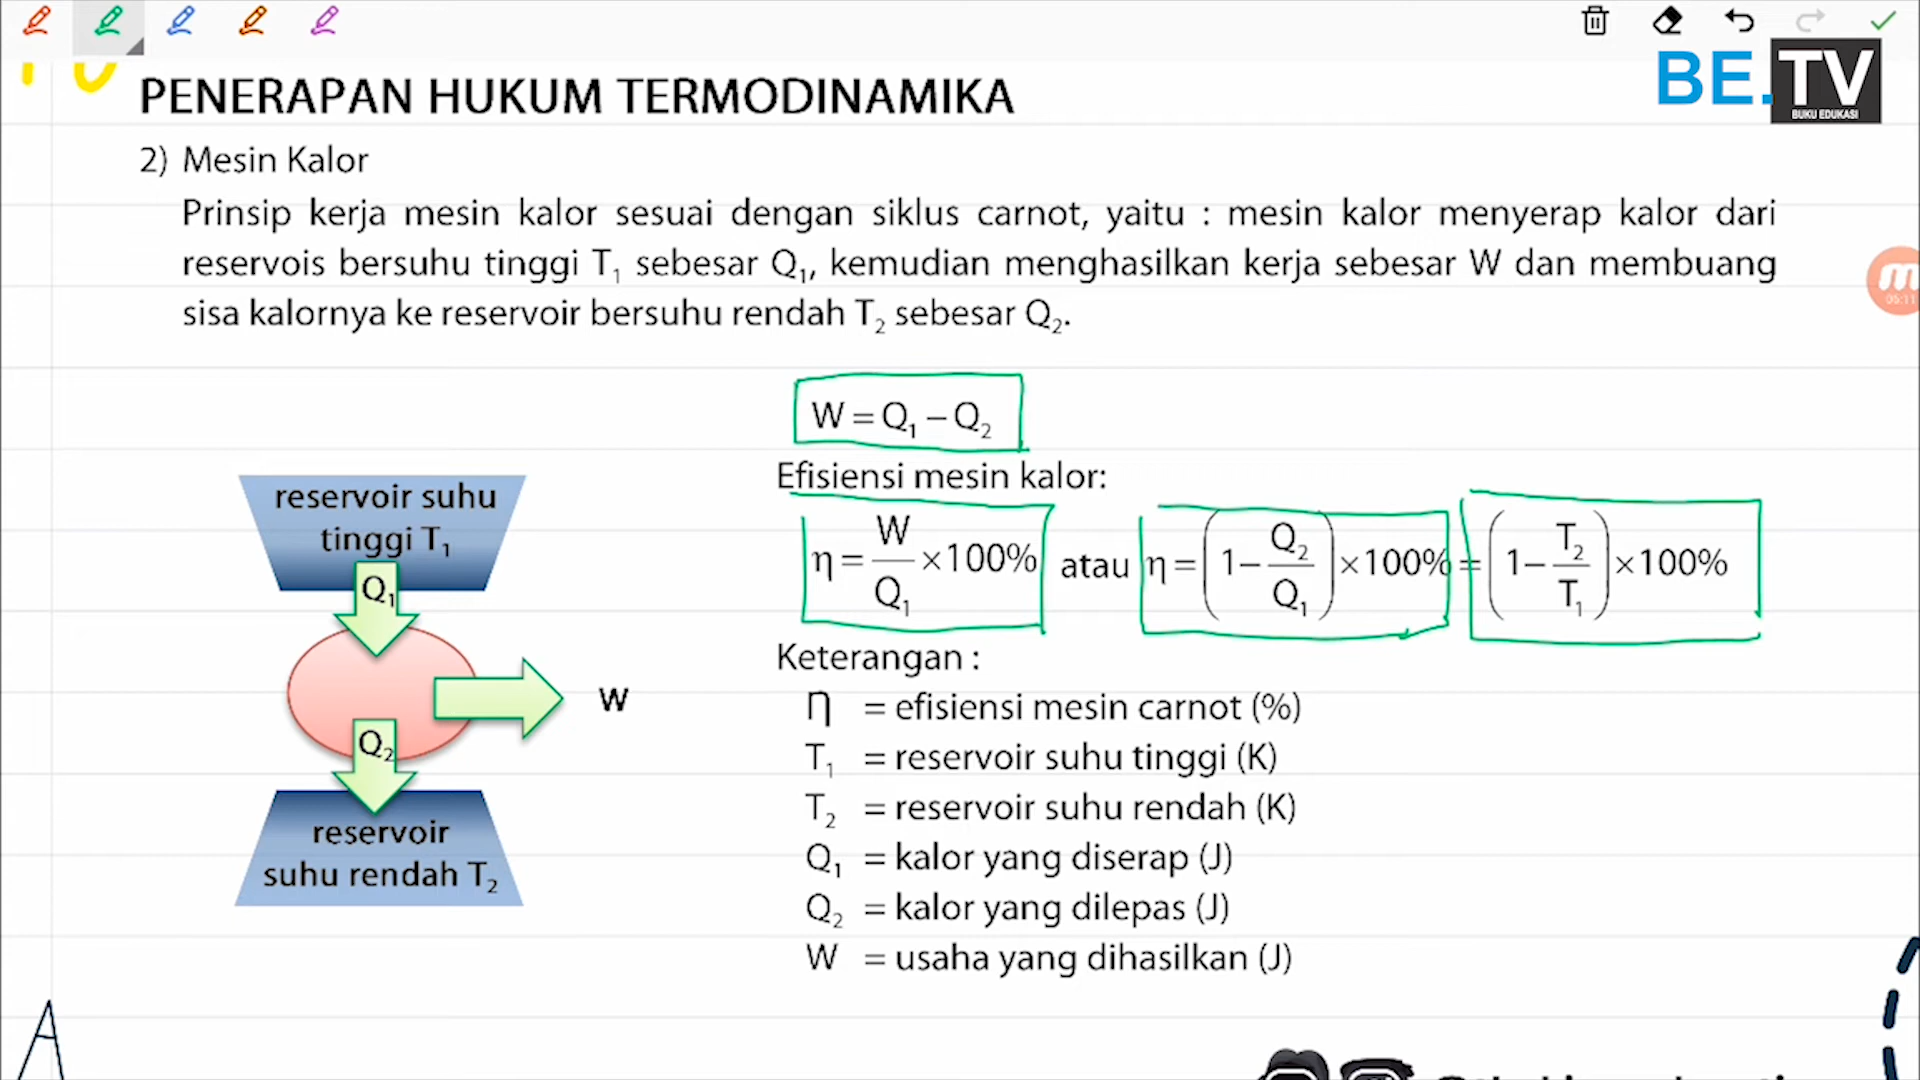 BE.TV
BUKU EDUKASI
PENERAPAN HUKUM TERMODINAMIKA
2) Mesin Kalor
Prinsip kerja mesin kalor sesuai dengan siklus carnot, yaitu : mesin kalor menyerap kalor dari
reservois bersuhu tinggi T₁ sebesar Q₁, kemudian menghasilkan kerja sebesar W dan membuang
sisa kalornya ke reservoir bersuhu rendah T₂ sebesar Q₂.
05:11
W = Q₁ – Q₂
Efisiensi mesin kalor:
η = W/Q₁ ×100% atau η = (1 – Q₂/Q₁) ×100% = (1 – T₂/T₁) ×100%
reservoir suhu
tinggi T₁
Q₁
W
Q₂
reservoir
suhu rendah T₂
Keterangan :
η = efisiensi mesin carnot (%)
T₁ = reservoir suhu tinggi (K)
T₂ = reservoir suhu rendah (K)
Q₁ = kalor yang diserap (J)
Q₂ = kalor yang dilepas (J)
W = usaha yang dihasilkan (J)
A